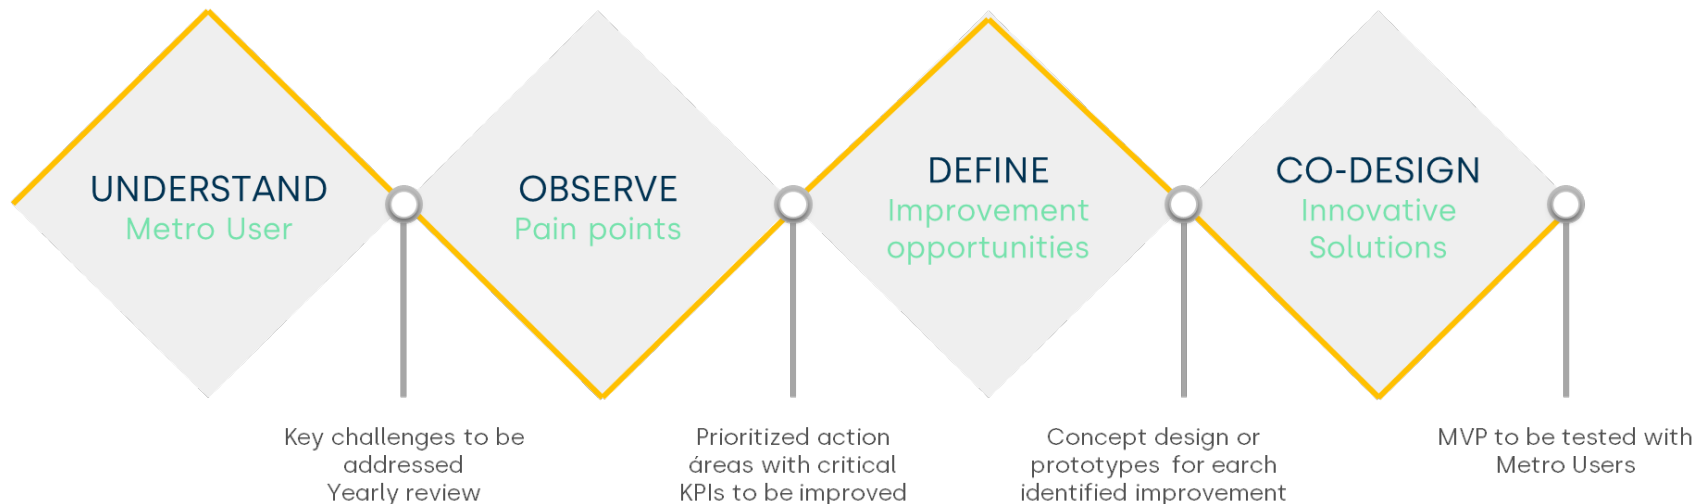 UNDERSTAND
Metro User
OBSERVE
Pain points
DEFINE
Improvement
opportunities
CO-DESIGN
Innovative
Solutions
Key challenges to be
addressed
Yearly review
Prioritized action
áreas with critical
KPIs to be improved
Concept design or
prototypes for earch
identified improvement
MVP to be tested with
Metro Users